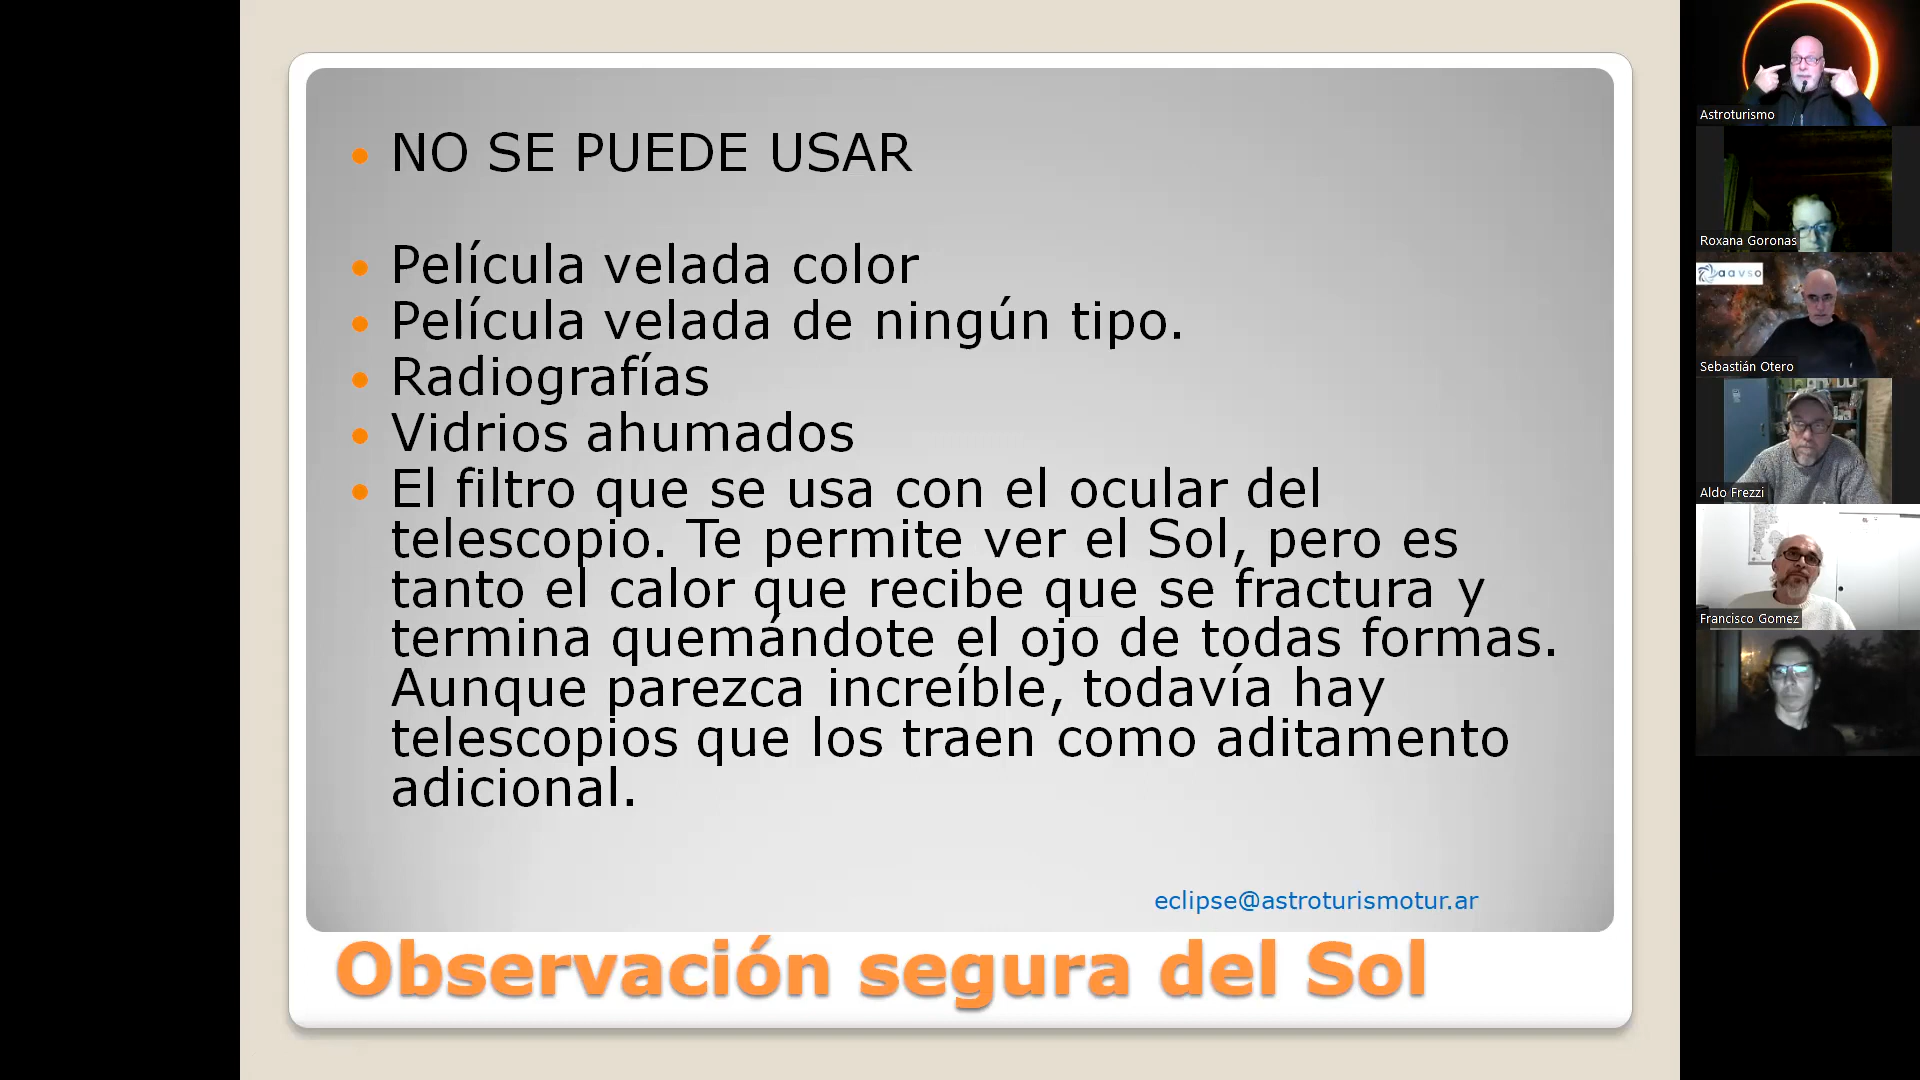 NO SE PUEDE USAR
Película velada color
Película velada de ningún tipo.
Radiografías
Vidrios ahumados
El filtro que se usa con el ocular del
telescopio. Te permite ver el Sol, pero es
tanto el calor que recibe que se fractura y
termina quemándote el ojo de todas formas.
Aunque parezca increíble, todavía hay
telescopios que los traen como aditamento
adicional.
eclipse@astroturismotur.ar
Observación segura del Sol
Astroturismo
Roxana Goronas
aavso
Sebastián Otero
Aldo Frezzi
Francisco Gomez